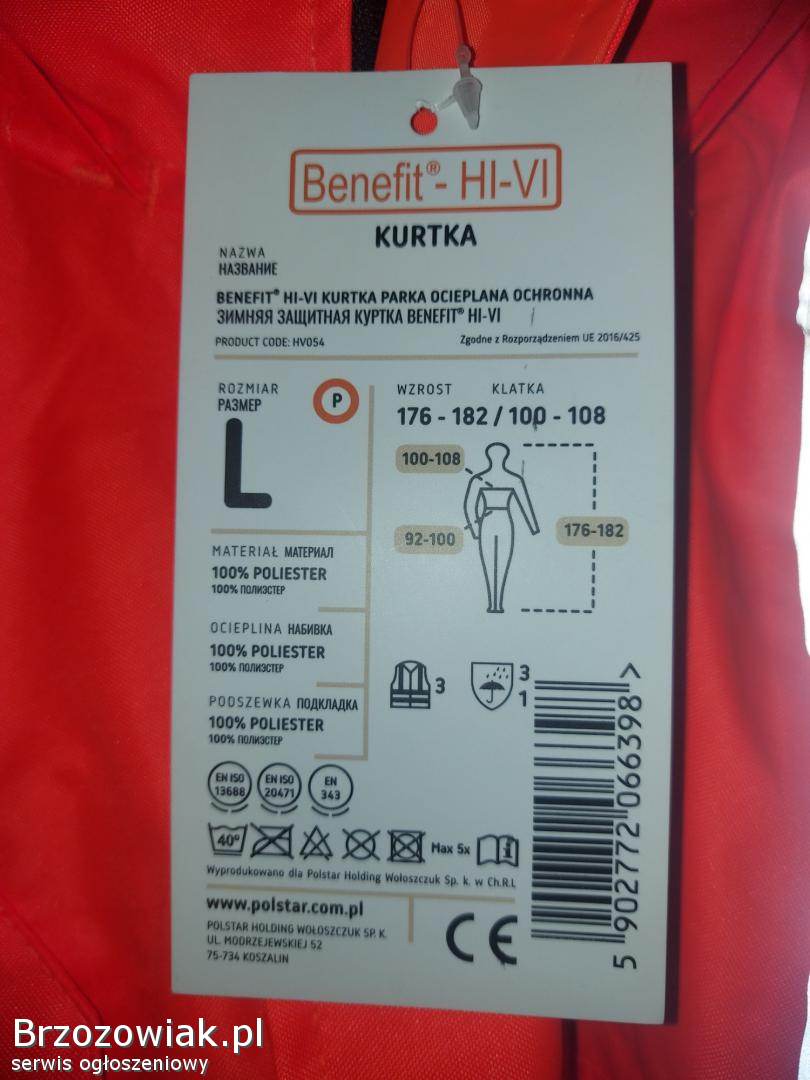 Benefit® - HI-VI
KURTKA
NAZWA
НАЗВАНИЕ
BENEFIT® HI-VI KURTKA PARKA OCIEPLANA OCHRONNA
ЗИМНЯЯ ЗАЩИТНАЯ КУРТКА BENEFIT® HI-VI
PRODUCT CODE: HV054
Zgodne z Rozporządzeniem UE 2016/425
ROZMIAR
РАЗМЕР
P
L
WZROST KLATKA
176 - 182 / 100 - 108
100-108
92-100
176-182
MATERIAŁ МАТЕРИАЛ
100% POLIESTER
100% ПОЛИЭСТЕР
OCIEPLINA НАБИВКА
100% POLIESTER
100% ПОЛИЭСТЕР
PODSZEWKA ПОДКЛАДКА
100% POLIESTER
100% ПОЛИЭСТЕР
3
3
1
EN ISO
13688
EN ISO
20471
EN
343
40°
Max 5x
Wyprodukowano dla Polstar Holding Wołoszczuk Sp. k. w Ch.R.L
www.polstar.com.pl
POLSTAR HOLDING WOŁOSZCZUK SP. K.
UL. MODRZEJEWSKIEJ 52
75-734 KOSZALIN
CE
5 902772 066398 >
Brzozowiak.pl
serwis ogłoszeniowy